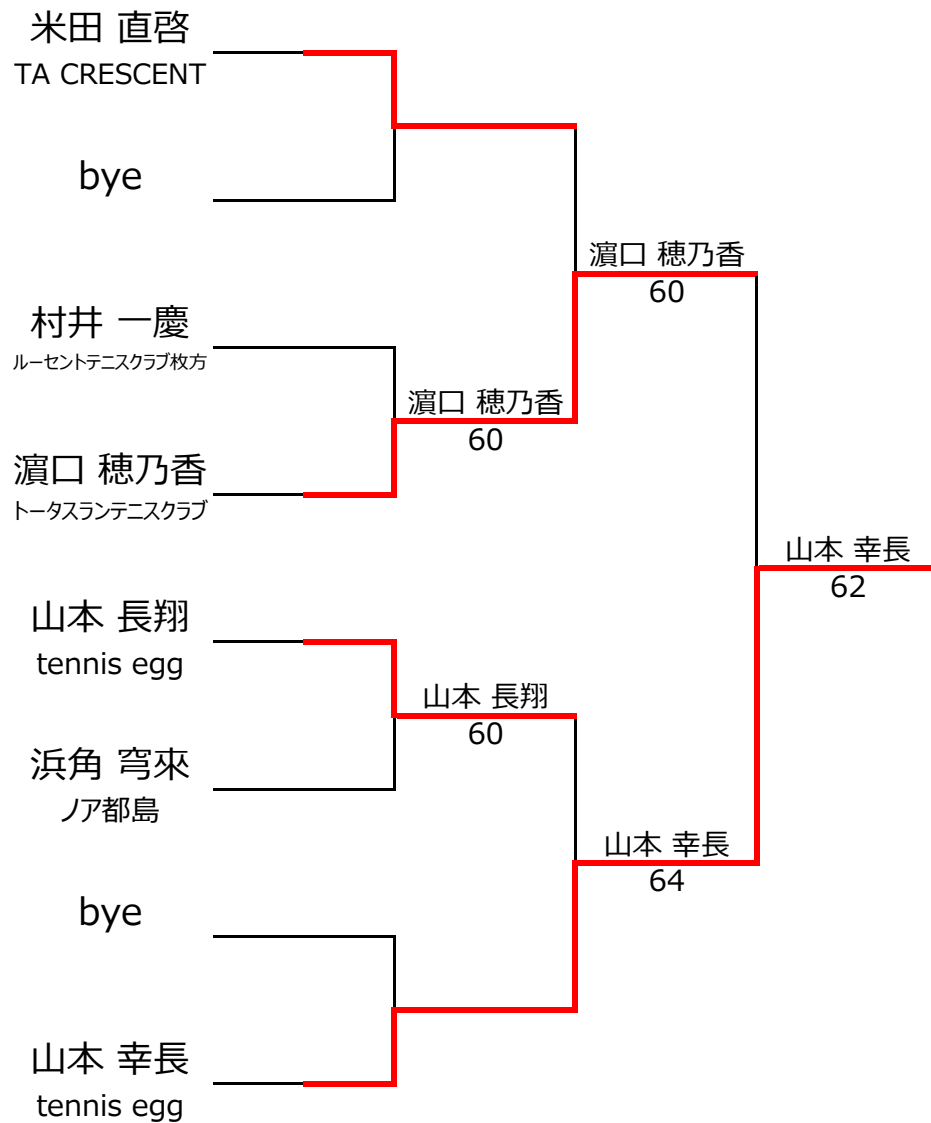 米田 直啓
TA CRESCENT
bye
濵口 穂乃香
60
村井 一慶
ルーセントテニスクラブ枚方
濵口 穂乃香
60
濵口 穂乃香
トータスランテニスクラブ
山本 幸長
62
山本 長翔
tennis egg
山本 長翔
60
浜角 穹來
ノア都島
山本 幸長
64
bye
山本 幸長
tennis egg